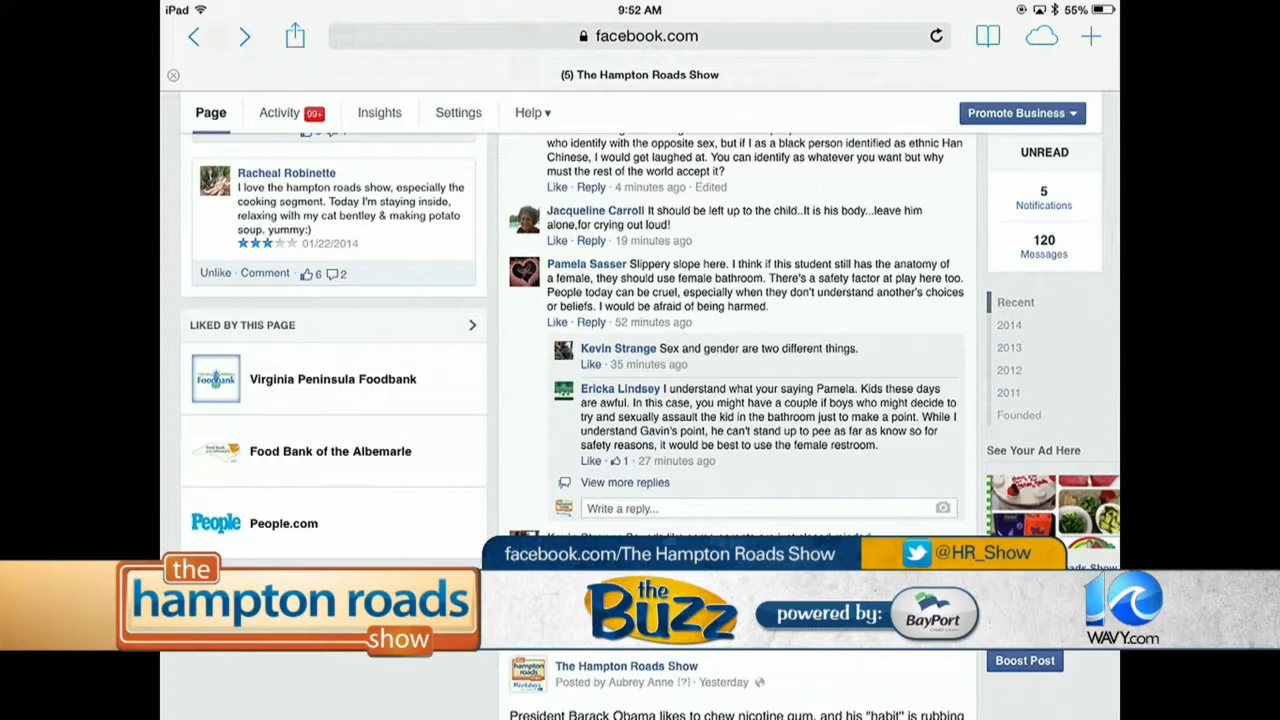 iPad 9:52 AM 55%
facebook.com
(5) The Hampton Roads Show
Page Activity 99+ Insights Settings Help Promote Business
Racheal Robinette
I love the hampton roads show, especially the
cooking segment. Today I'm staying inside,
relaxing with my cat bentley & making potato
soup. yummy:)
01/22/2014
Unlike · Comment 6 2
LIKED BY THIS PAGE
Virginia Peninsula Foodbank
Food Bank of the Albemarle
People People.com
who identify with the opposite sex, but if I as a black person identified as ethnic Han
Chinese, I would get laughed at. You can identify as whatever you want but why
must the rest of the world accept it?
Like · Reply · 4 minutes ago · Edited
Jacqueline Carroll It should be left up to the child..It is his body...leave him
alone,for crying out loud!
Like · Reply · 19 minutes ago
Pamela Sasser Slippery slope here. I think if this student still has the anatomy of
a female, they should use female bathroom. There's a safety factor at play here too.
People today can be cruel, especially when they don't understand another's choices
or beliefs. I would be afraid of being harmed.
Like · Reply · 52 minutes ago
Kevin Strange Sex and gender are two different things.
Like · 35 minutes ago
Ericka Lindsey I understand what your saying Pamela. Kids these days
are awful. In this case, you might have a couple if boys who might decide to
try and sexually assault the kid in the bathroom just to make a point. While I
understand Gavin's point, he can't stand up to pee as far as know so for
safety reasons, it would be best to use the female restroom.
Like · 1 · 27 minutes ago
View more replies
Write a reply...
UNREAD
5
Notifications
120
Messages
Recent
2014
2013
2012
2011
Founded
See Your Ad Here
facebook.com/The Hampton Roads Show @HR_Show
the
hampton roads
show
the
Buzz
powered by:
BayPort
10
WAVY.com
Boost Post
The Hampton Roads Show
Posted by Aubrey Anne [?] · Yesterday
President Barack Obama likes to chew nicotine gum, and his "habit" is rubbing